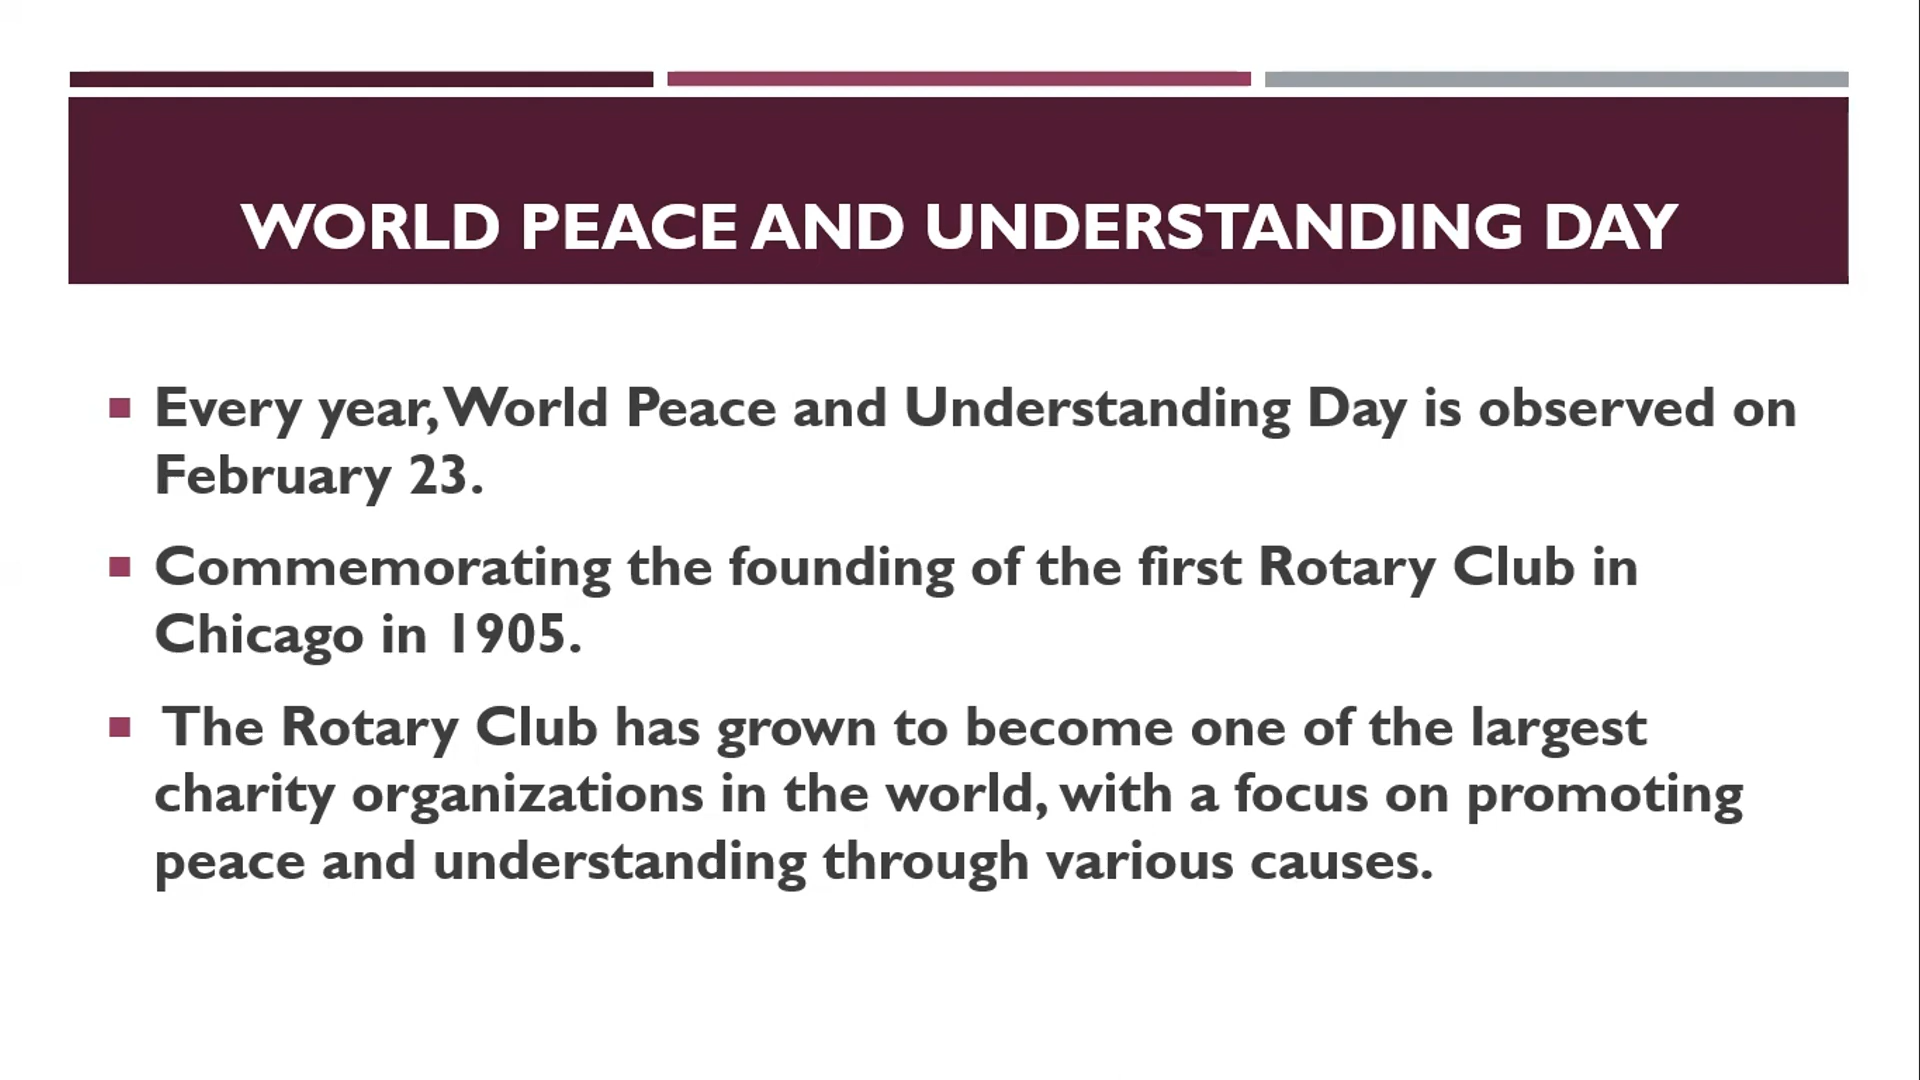 WORLD PEACE AND UNDERSTANDING DAY
Every year, World Peace and Understanding Day is observed on
February 23.
Commemorating the founding of the first Rotary Club in
Chicago in 1905.
The Rotary Club has grown to become one of the largest
charity organizations in the world, with a focus on promoting
peace and understanding through various causes.